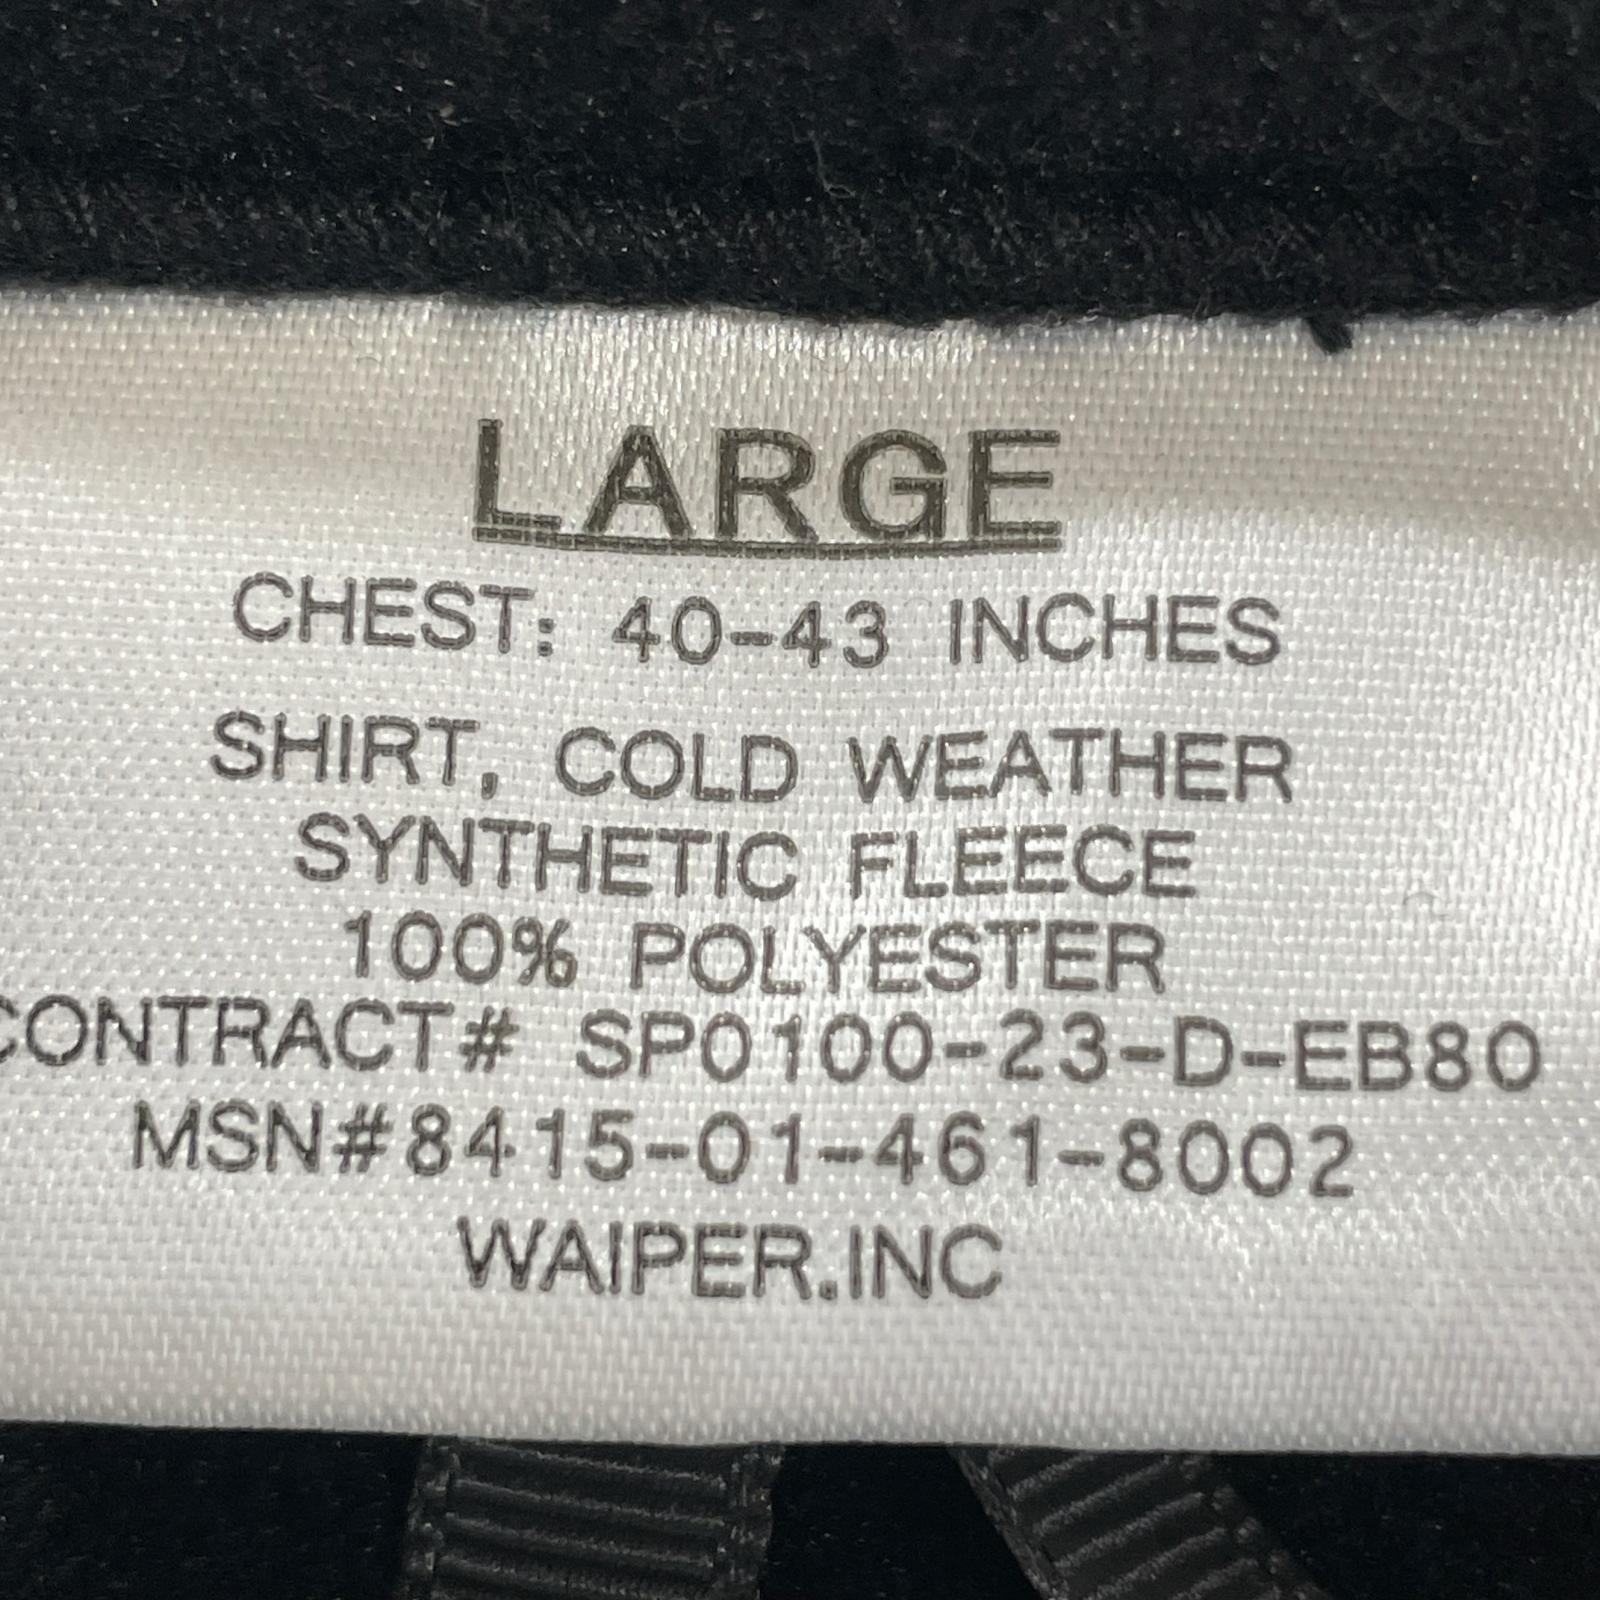 LARGE
CHEST: 40-43 INCHES
SHIRT, COLD WEATHER
SYNTHETIC FLEECE
100% POLYESTER
CONTRACT# SP0100-23-D-EB80
MSN#8415-01-461-8002
WAIPER.INC